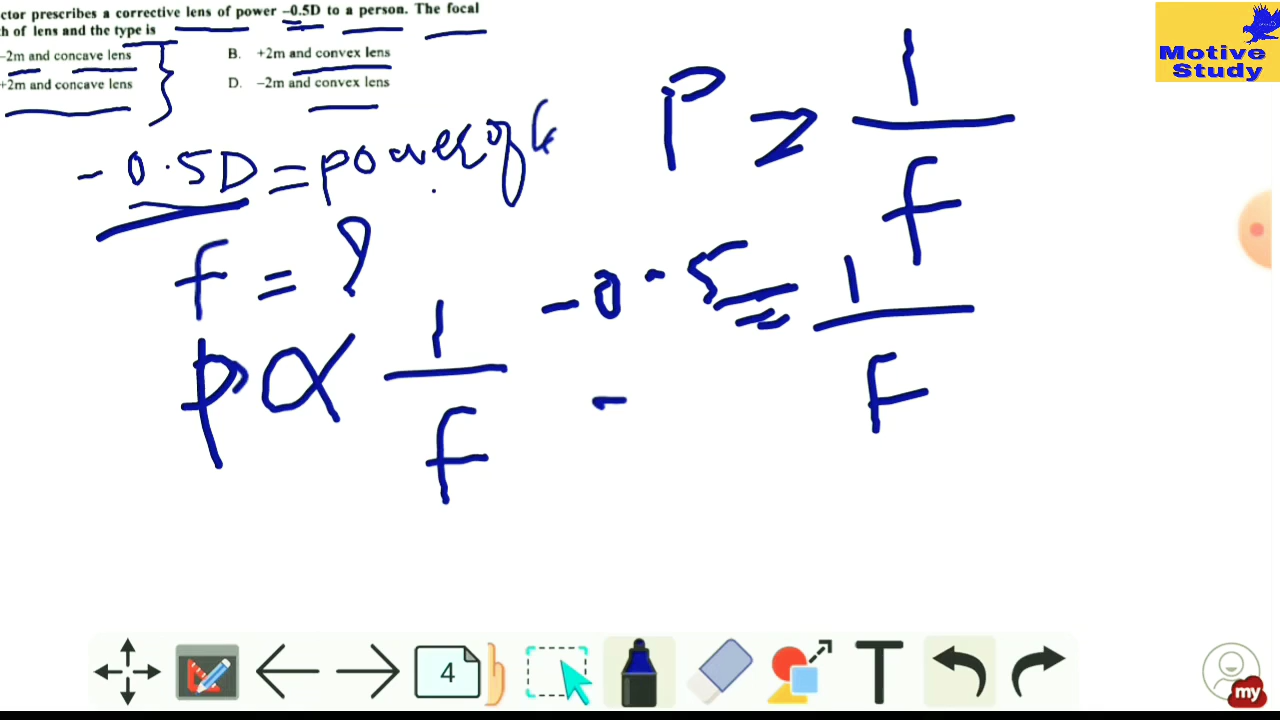 ctor prescribes a corrective lens of power –0.5D to a person. The focal
h of lens and the type is
–2m and concave lens
B. +2m and convex lens
+2m and concave lens
D. –2m and convex lens
Motive
Study
- 0.5D = power of
f = ?
p ∝ 1/f
P = 1/f
-0.5 = 1/F
-
4
my